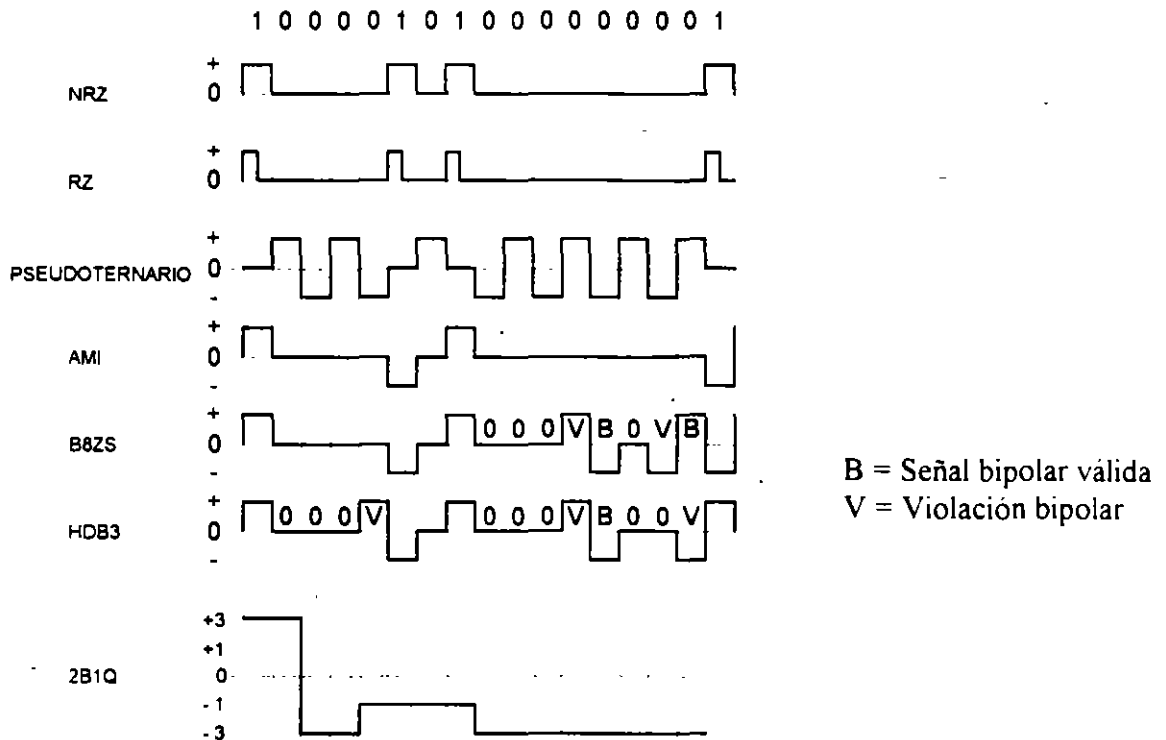 1 0 0 0 0 1 0 1 0 0 0 0 0 0 0 0 1
+
NRZ 0
+
RZ 0
+
PSEUDOTERNARIO 0
-
+
AMI 0
-
+
B8ZS 0 0 0 0 V B 0 V B
-
B = Señal bipolar válida
V = Violación bipolar
+
HDB3 0 0 0 0 V 0 0 0 V B 0 0 V
-
+3
+1
2B1Q 0
-1
-3